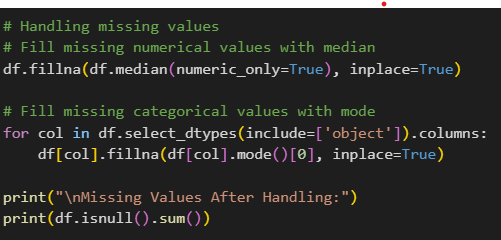 # Handling missing values
# Fill missing numerical values with median
df.fillna(df.median(numeric_only=True), inplace=True)

# Fill missing categorical values with mode
for col in df.select_dtypes(include=['object']).columns:
    df[col].fillna(df[col].mode()[0], inplace=True)

print("\nMissing Values After Handling:")
print(df.isnull().sum())